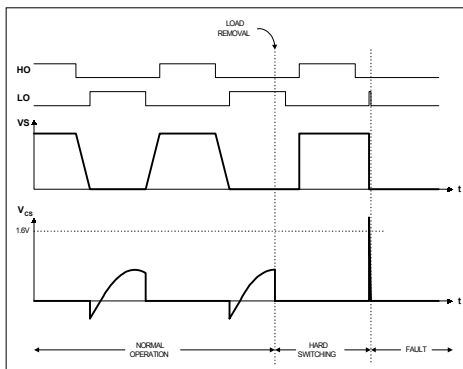 LOAD
REMOVAL
HO
LO
VS
t
VCS
1.6V
t
NORMAL
OPERATION
HARD
SWITCHING
FAULT